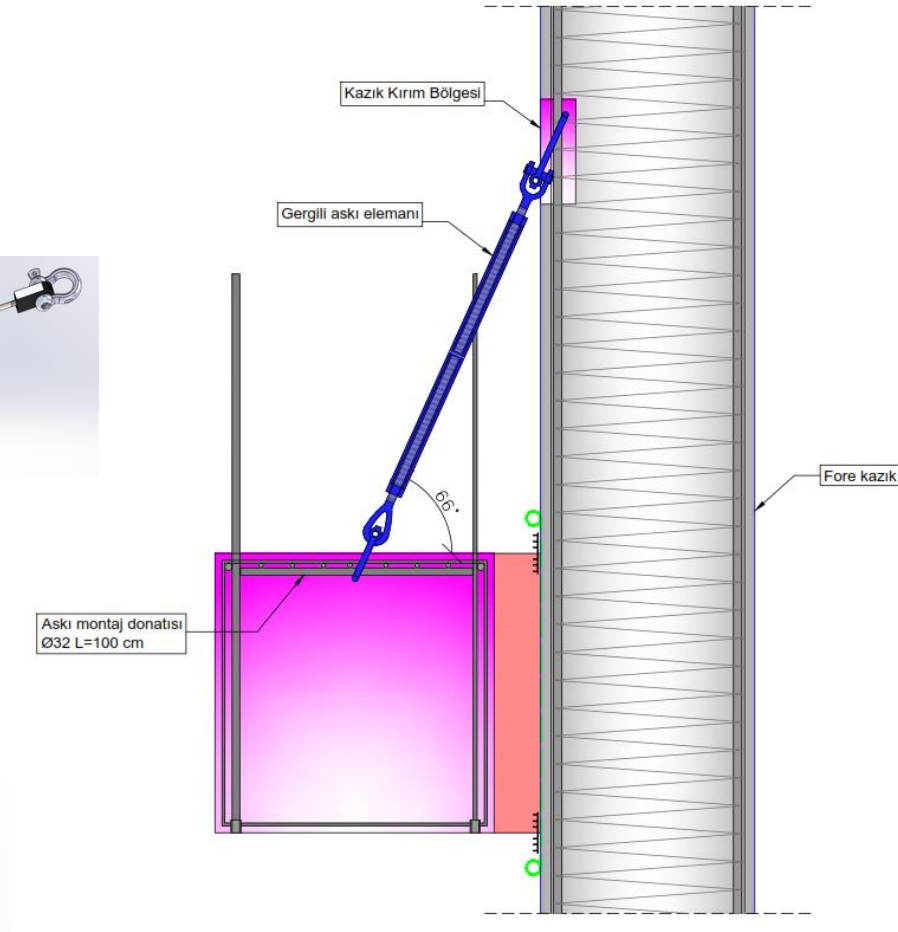 Kazık Kırım Bölgesi
Gergili askı elemanı
66°
Fore kazık
Askı montaj donatısı
Ø32 L=100 cm